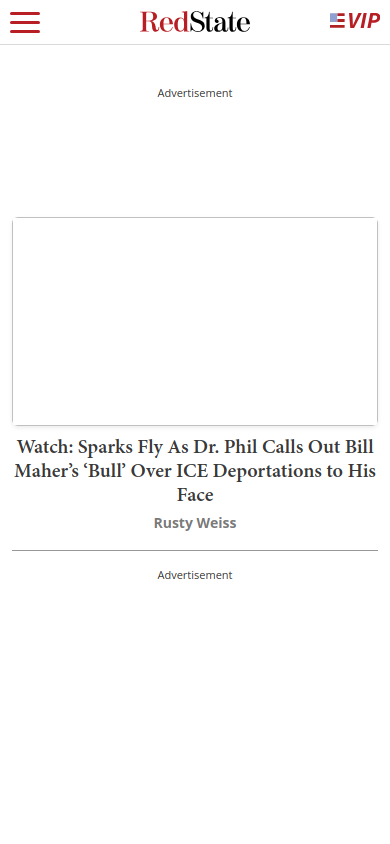 RedState
VIP
Advertisement
Watch: Sparks Fly As Dr. Phil Calls Out Bill
Maher’s ‘Bull’ Over ICE Deportations to His
Face
Rusty Weiss
Advertisement